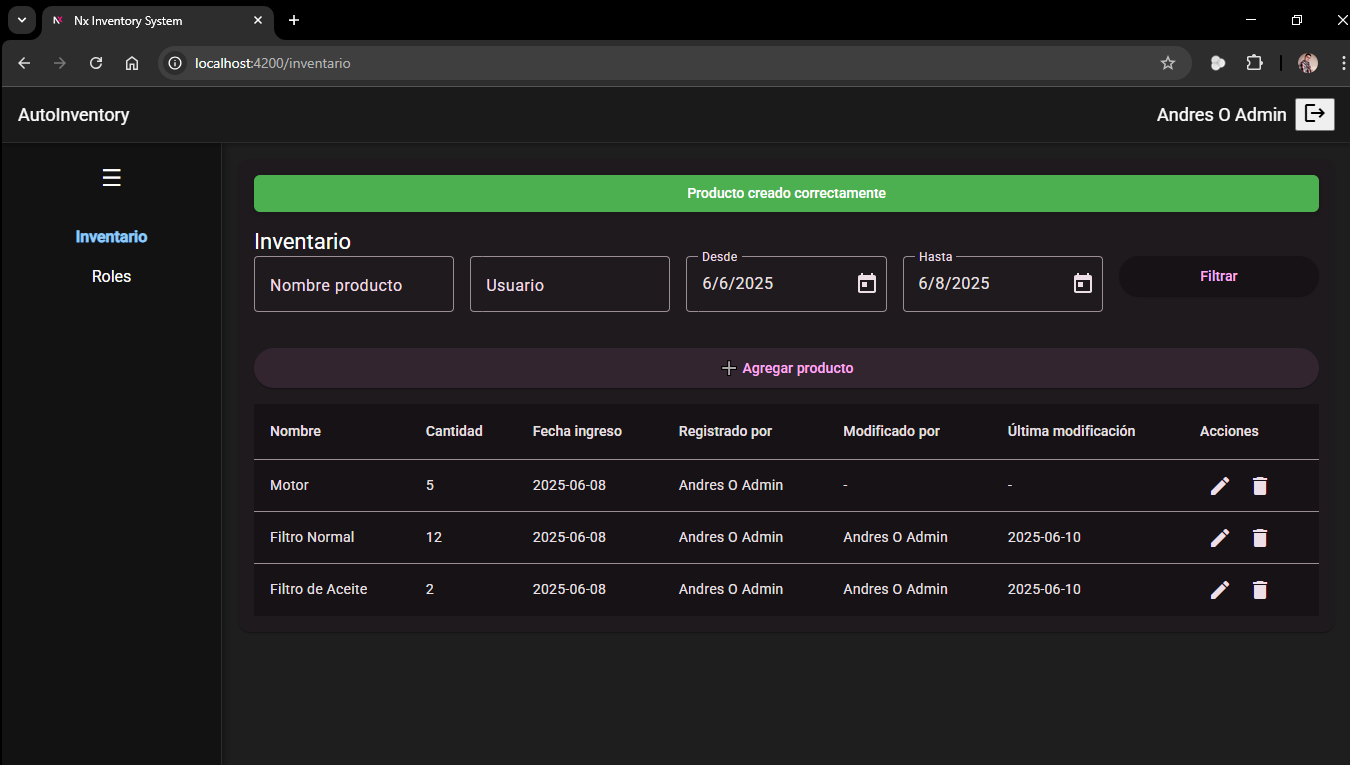 Nx Inventory System
localhost:4200/inventario
AutoInventory
Andres O Admin
Inventario
Roles
Producto creado correctamente
Inventario
Nombre producto
Usuario
Desde
6/6/2025
Hasta
6/8/2025
Filtrar
Agregar producto
Nombre Cantidad Fecha ingreso Registrado por Modificado por Última modificación Acciones
Motor 5 2025-06-08 Andres O Admin - -
Filtro Normal 12 2025-06-08 Andres O Admin Andres O Admin 2025-06-10
Filtro de Aceite 2 2025-06-08 Andres O Admin Andres O Admin 2025-06-10